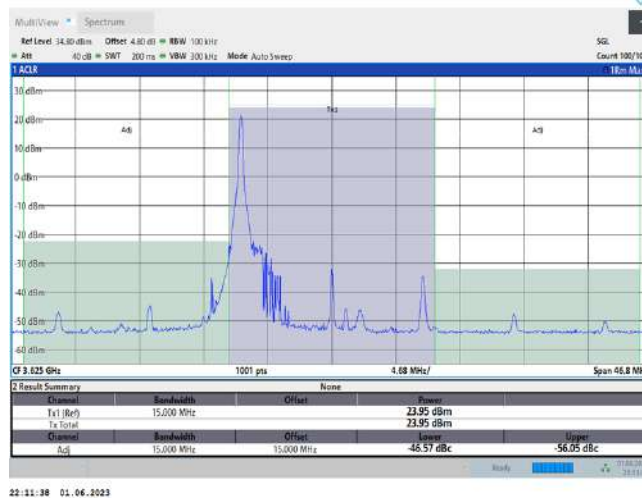 MultiView Spectrum
Ref Level 34.80 dBm Offset 4.80 dB RBW 100 kHz SGL
Att 40 dB SWT 200 ms VBW 300 kHz Mode Auto Sweep Count 100/10
1 ACLR 1Rm Ma
30 dBm
Tx1
20 dBm
Adj Adj
10 dBm
0 dBm
-10 dBm
-20 dBm
-30 dBm
-40 dBm
-50 dBm
-60 dBm
CF 3.625 GHz 1001 pts 4.68 MHz/ Span 46.8 M
2 Result Summary None
Channel Bandwidth Offset Power
Tx1 (Ref) 15.000 MHz 23.95 dBm
Tx Total 23.95 dBm
Channel Bandwidth Offset Lower Upper
Adj 15.000 MHz 15.000 MHz -46.57 dBc -56.05 dBc
Ready
22:11:38 01.06.2023